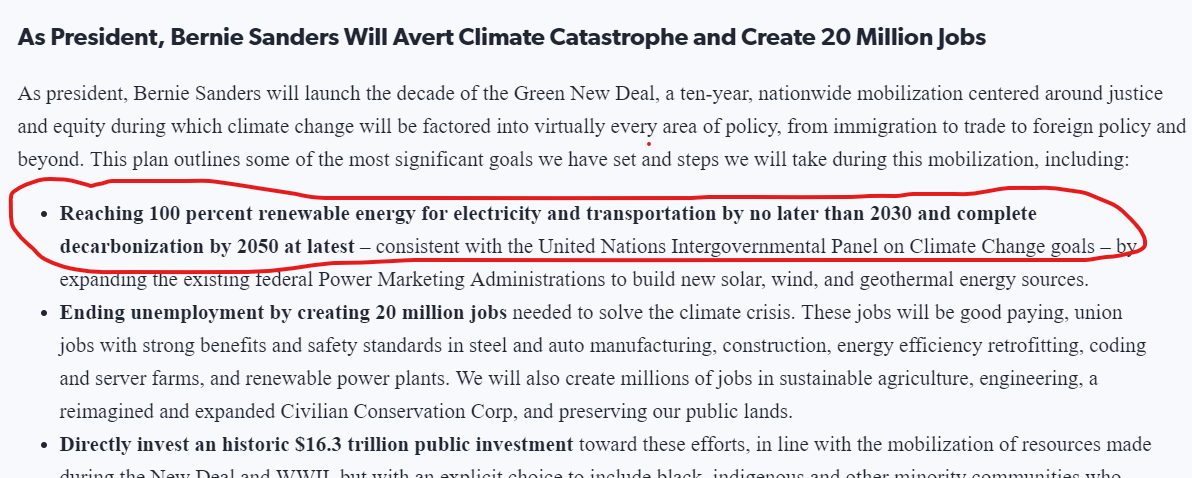 As President, Bernie Sanders Will Avert Climate Catastrophe and Create 20 Million Jobs
As president, Bernie Sanders will launch the decade of the Green New Deal, a ten-year, nationwide mobilization centered around justice
and equity during which climate change will be factored into virtually every area of policy, from immigration to trade to foreign policy and
beyond. This plan outlines some of the most significant goals we have set and steps we will take during this mobilization, including:
• Reaching 100 percent renewable energy for electricity and transportation by no later than 2030 and complete
decarbonization by 2050 at latest – consistent with the United Nations Intergovernmental Panel on Climate Change goals – by
expanding the existing federal Power Marketing Administrations to build new solar, wind, and geothermal energy sources.
• Ending unemployment by creating 20 million jobs needed to solve the climate crisis. These jobs will be good paying, union
jobs with strong benefits and safety standards in steel and auto manufacturing, construction, energy efficiency retrofitting, coding
and server farms, and renewable power plants. We will also create millions of jobs in sustainable agriculture, engineering, a
reimagined and expanded Civilian Conservation Corp, and preserving our public lands.
• Directly invest an historic $16.3 trillion public investment toward these efforts, in line with the mobilization of resources made
during the New Deal and WWII, but with an explicit choice to include black, indigenous and other minority communities who